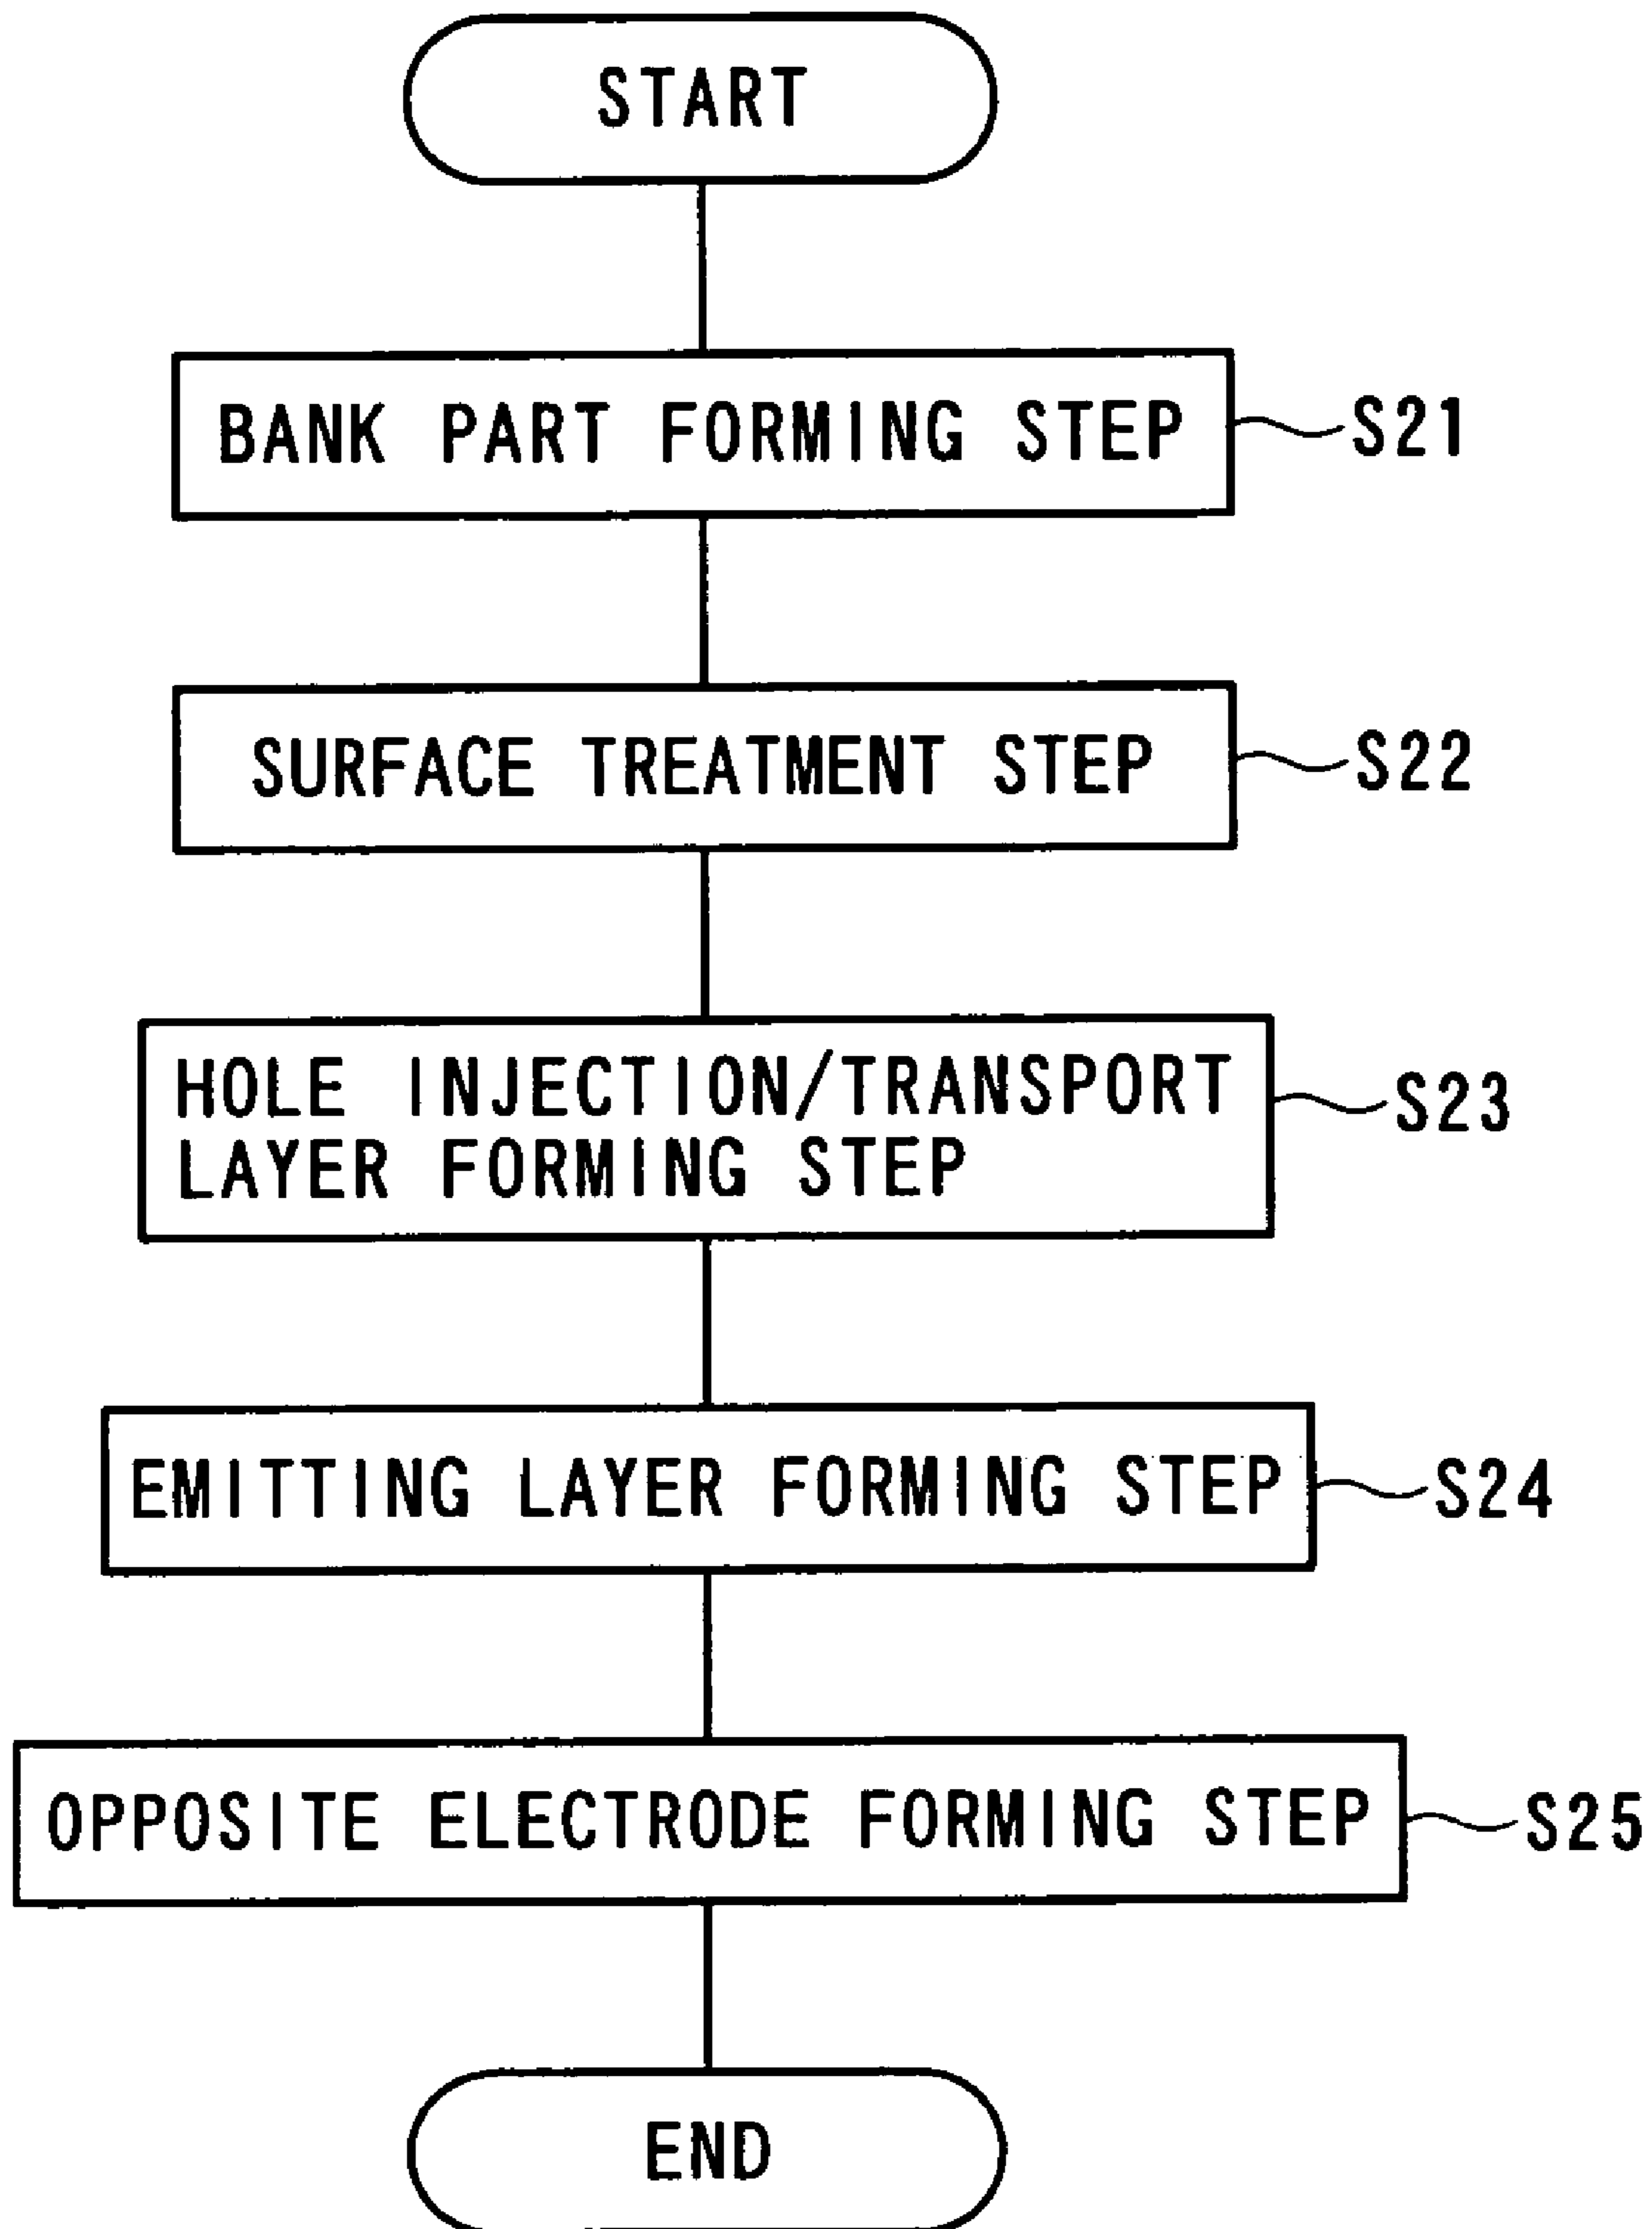 START
BANK PART FORMING STEP
S21
SURFACE TREATMENT STEP
S22
HOLE INJECTION/TRANSPORT
LAYER FORMING STEP
S23
EMITTING LAYER FORMING STEP
S24
OPPOSITE ELECTRODE FORMING STEP
S25
END